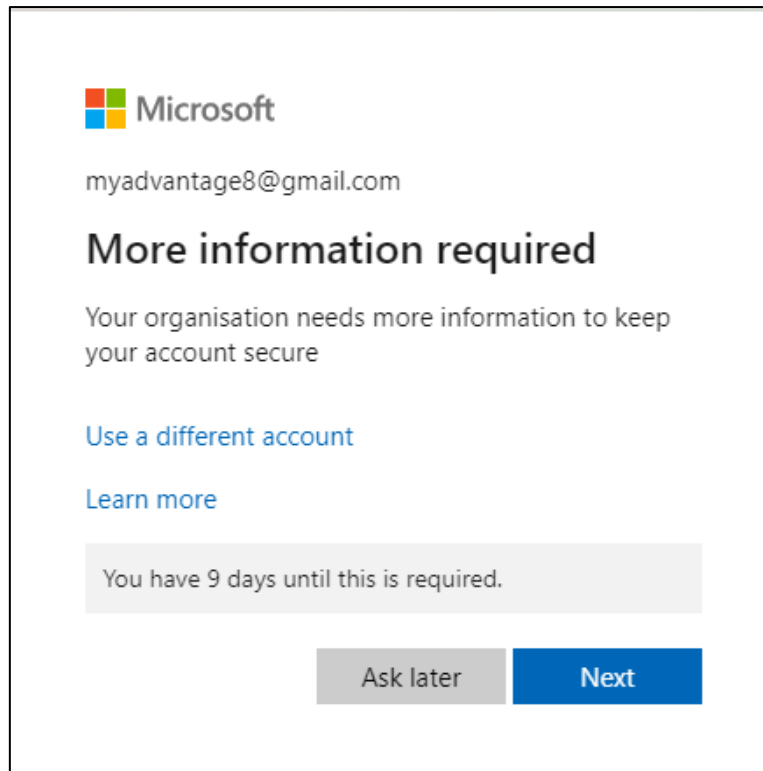 Microsoft
myadvantage8@gmail.com
More information required
Your organisation needs more information to keep
your account secure
Use a different account
Learn more
You have 9 days until this is required.
Ask later Next